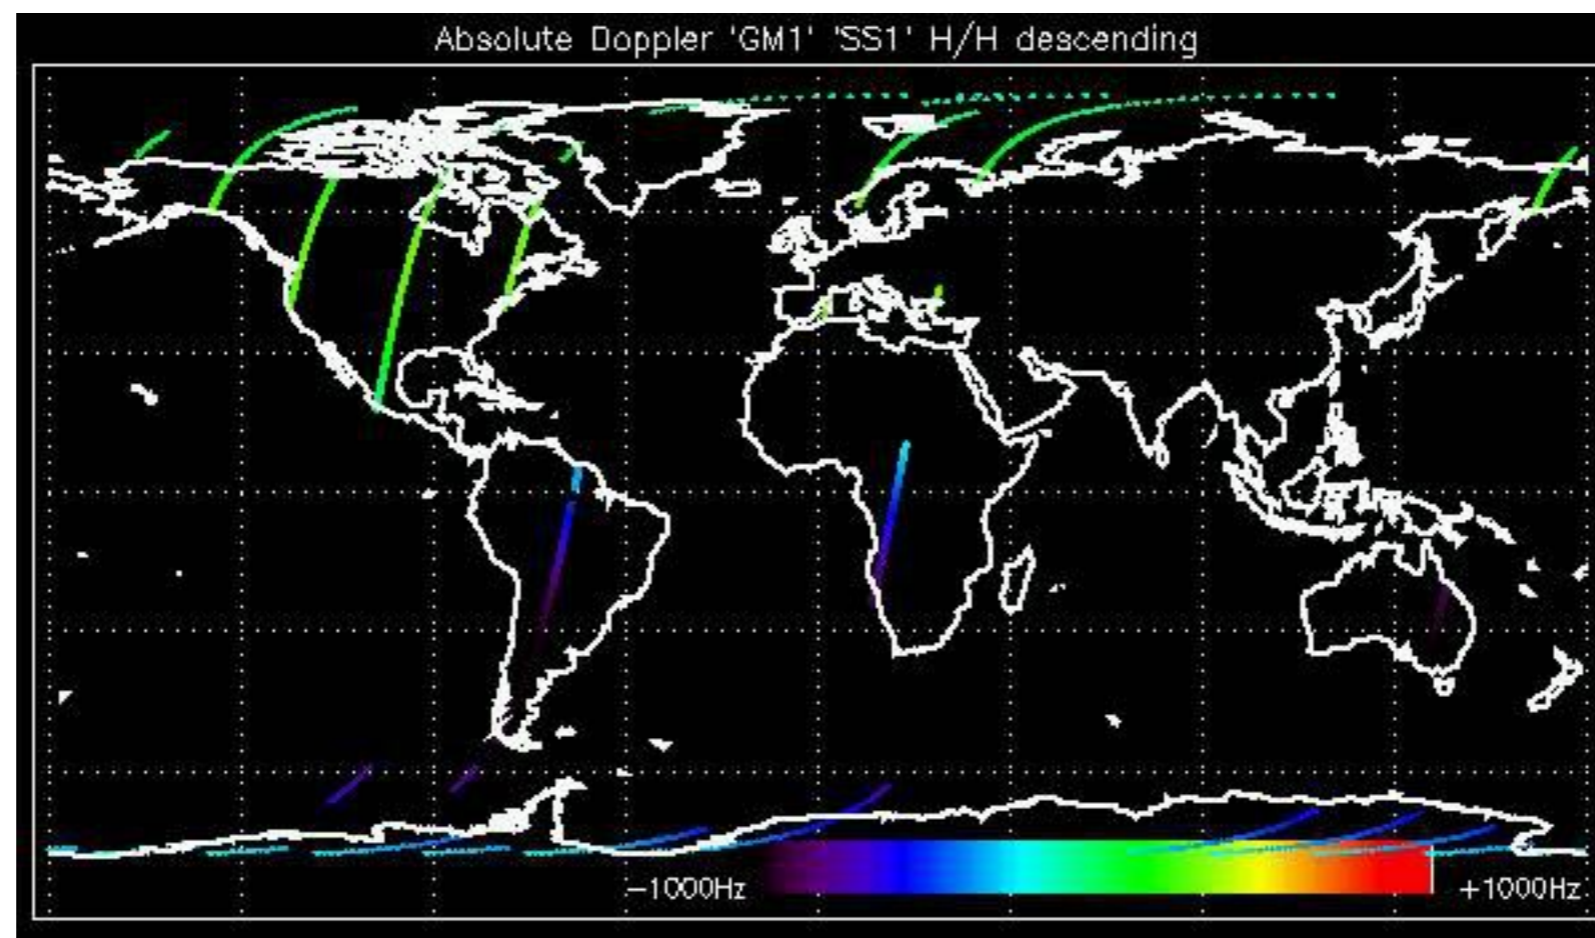 Absolute Doppler 'GM1' 'SS1' H/H descending
−1000Hz
+1000Hz